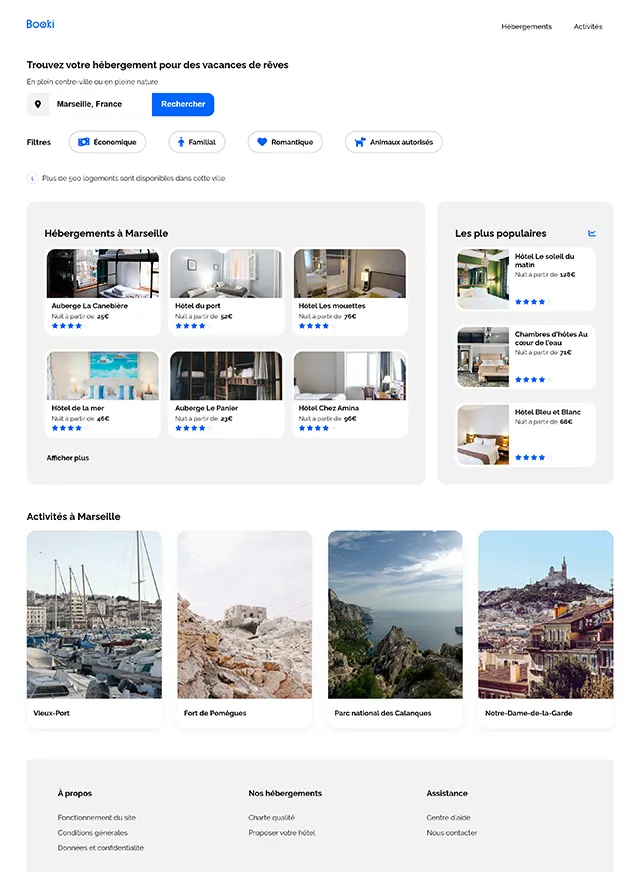 Booki
Hébergements
Activités
Trouvez votre hébergement pour des vacances de rêves
En plein centre-ville ou en pleine nature
Marseille, France
Rechercher
Filtres
Économique
Familial
Romantique
Animaux autorisés
Plus de 500 logements sont disponibles dans cette ville
Hébergements à Marseille
Auberge La Canebière
Nuit à partir de 25€
Hôtel du port
Nuit à partir de 52€
Hôtel Les mouettes
Nuit à partir de 76€
Hôtel de la mer
Nuit à partir de 46€
Auberge Le Panier
Nuit à partir de 23€
Hôtel Chez Amina
Nuit à partir de 96€
Afficher plus
Les plus populaires
Hôtel Le soleil du
matin
Nuit à partir de 128€
Chambres d'hôtes Au
cœur de l'eau
Nuit à partir de 71€
Hôtel Bleu et Blanc
Nuit à partir de 68€
Activités à Marseille
Vieux-Port
Fort de Pomègues
Parc national des Calanques
Notre-Dame-de-la-Garde
À propos
Fonctionnement du site
Conditions générales
Données et confidentialité
Nos hébergements
Charte qualité
Proposer votre hôtel
Assistance
Centre d'aide
Nous contacter